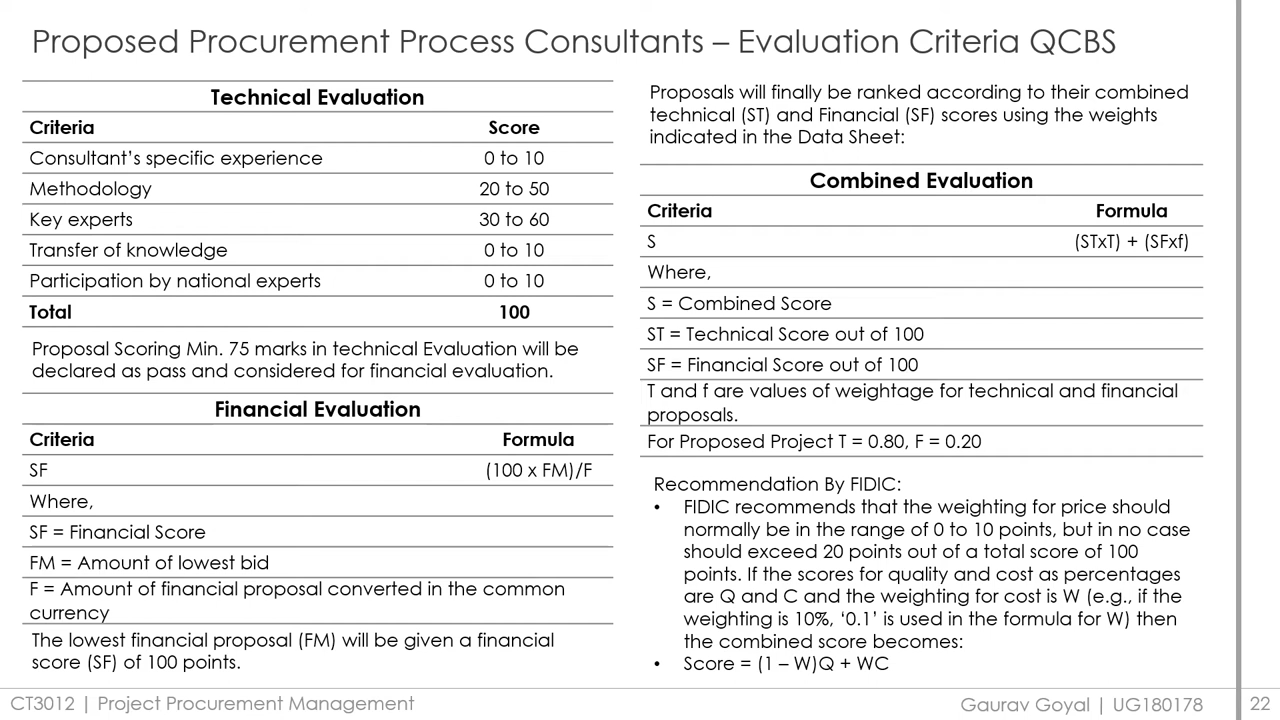 Proposed Procurement Process Consultants – Evaluation Criteria QCBS
Technical Evaluation
Criteria Score
Consultant’s specific experience 0 to 10
Methodology 20 to 50
Key experts 30 to 60
Transfer of knowledge 0 to 10
Participation by national experts 0 to 10
Total 100
Proposal Scoring Min. 75 marks in technical Evaluation will be
declared as pass and considered for financial evaluation.
Financial Evaluation
Criteria Formula
SF (100 x FM)/F
Where,
SF = Financial Score
FM = Amount of lowest bid
F = Amount of financial proposal converted in the common
currency
The lowest financial proposal (FM) will be given a financial
score (SF) of 100 points.
Proposals will finally be ranked according to their combined
technical (ST) and Financial (SF) scores using the weights
indicated in the Data Sheet:
Combined Evaluation
Criteria Formula
S (STxT) + (SFxf)
Where,
S = Combined Score
ST = Technical Score out of 100
SF = Financial Score out of 100
T and f are values of weightage for technical and financial
proposals.
For Proposed Project T = 0.80, F = 0.20
Recommendation By FIDIC:
• FIDIC recommends that the weighting for price should
normally be in the range of 0 to 10 points, but in no case
should exceed 20 points out of a total score of 100
points. If the scores for quality and cost as percentages
are Q and C and the weighting for cost is W (e.g., if the
weighting is 10%, ‘0.1’ is used in the formula for W) then
the combined score becomes:
• Score = (1 – W)Q + WC
CT3012 | Project Procurement Management
Gaurav Goyal | UG180178
22